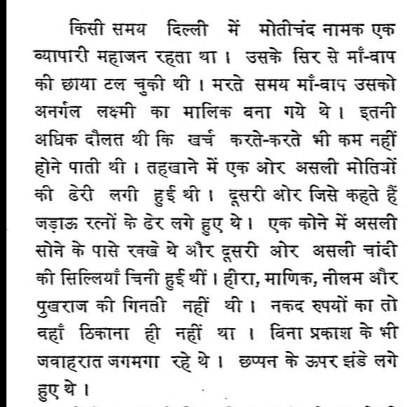 किसी समय दिल्ली में मोतीचंद नामक एक
व्यापारी महाजन रहता था । उसके सिर से माँ-बाप
की छाया टल चुकी थी । मरते समय माँ-बाप उसको
अनर्गल लक्ष्मी का मालिक बना गये थे । इतनी
अधिक दौलत थी कि खर्च करते-करते भी कम नहीं
होने पाती थी । तहखाने में एक ओर असली मोतियों
की ढेरी लगी हुई थी । दूसरी ओर जिसे कहते हैं
जड़ाऊ रत्नों के ढेर लगे हुए थे । एक कोने में असली
सोने के पासे रक्खे थे और दूसरी ओर असली चांदी
की सिल्लियाँ चिनी हुई थीं । हीरा, माणिक, नीलम और
पुखराज की गिनती नहीं थी । नकद रुपयों का तो
वहाँ ठिकाना ही नहीं था । बिना प्रकाश के भी
जवाहरात जगमगा रहे थे । छप्पन के ऊपर झंडे लगे
हुए थे ।